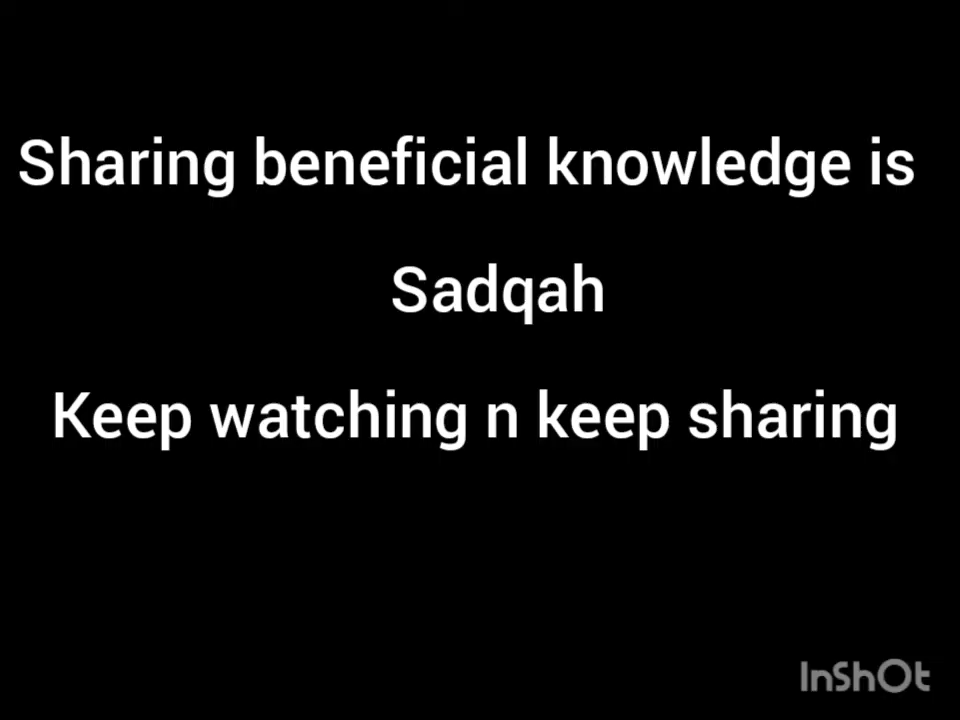 Sharing beneficial knowledge is
Sadqah
Keep watching n keep sharing
InShOt